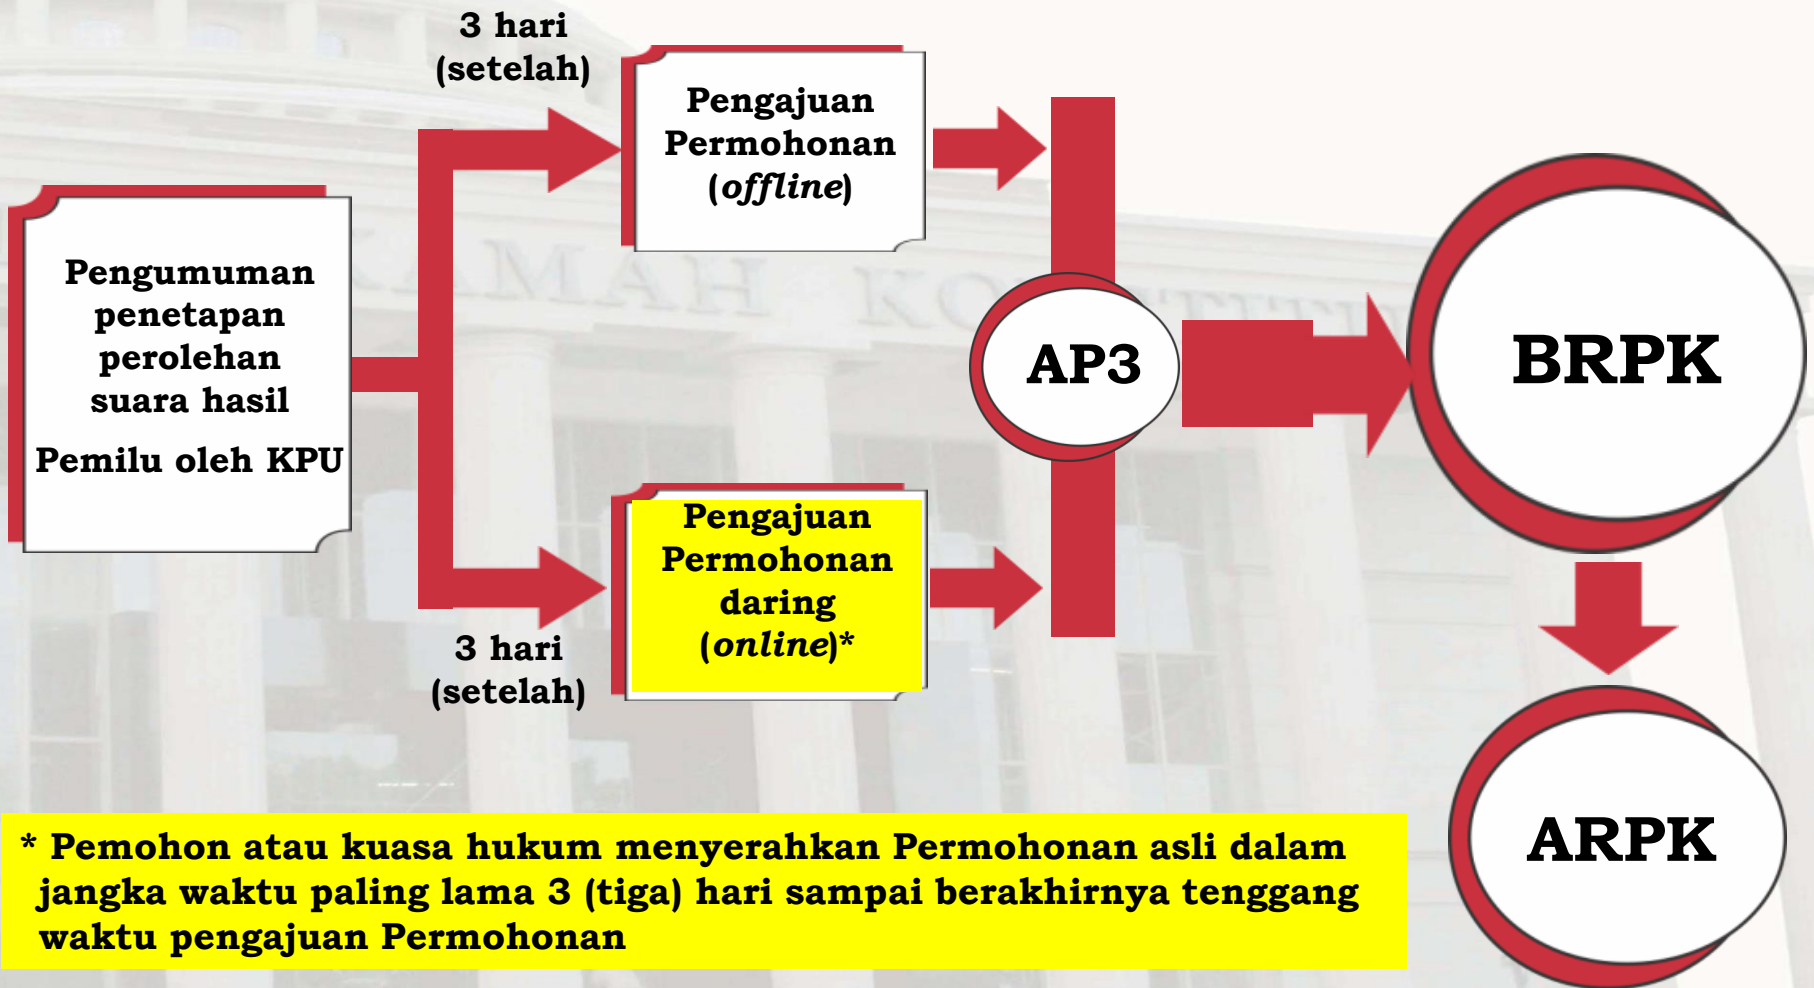 3 hari
(setelah)
Pengajuan
Permohonan
(offline)
Pengumuman
penetapan
perolehan
suara hasil
Pemilu oleh KPU
AP3
BRPK
Pengajuan
Permohonan
daring
(online)*
3 hari
(setelah)
ARPK
* Pemohon atau kuasa hukum menyerahkan Permohonan asli dalam
jangka waktu paling lama 3 (tiga) hari sampai berakhirnya tenggang
waktu pengajuan Permohonan